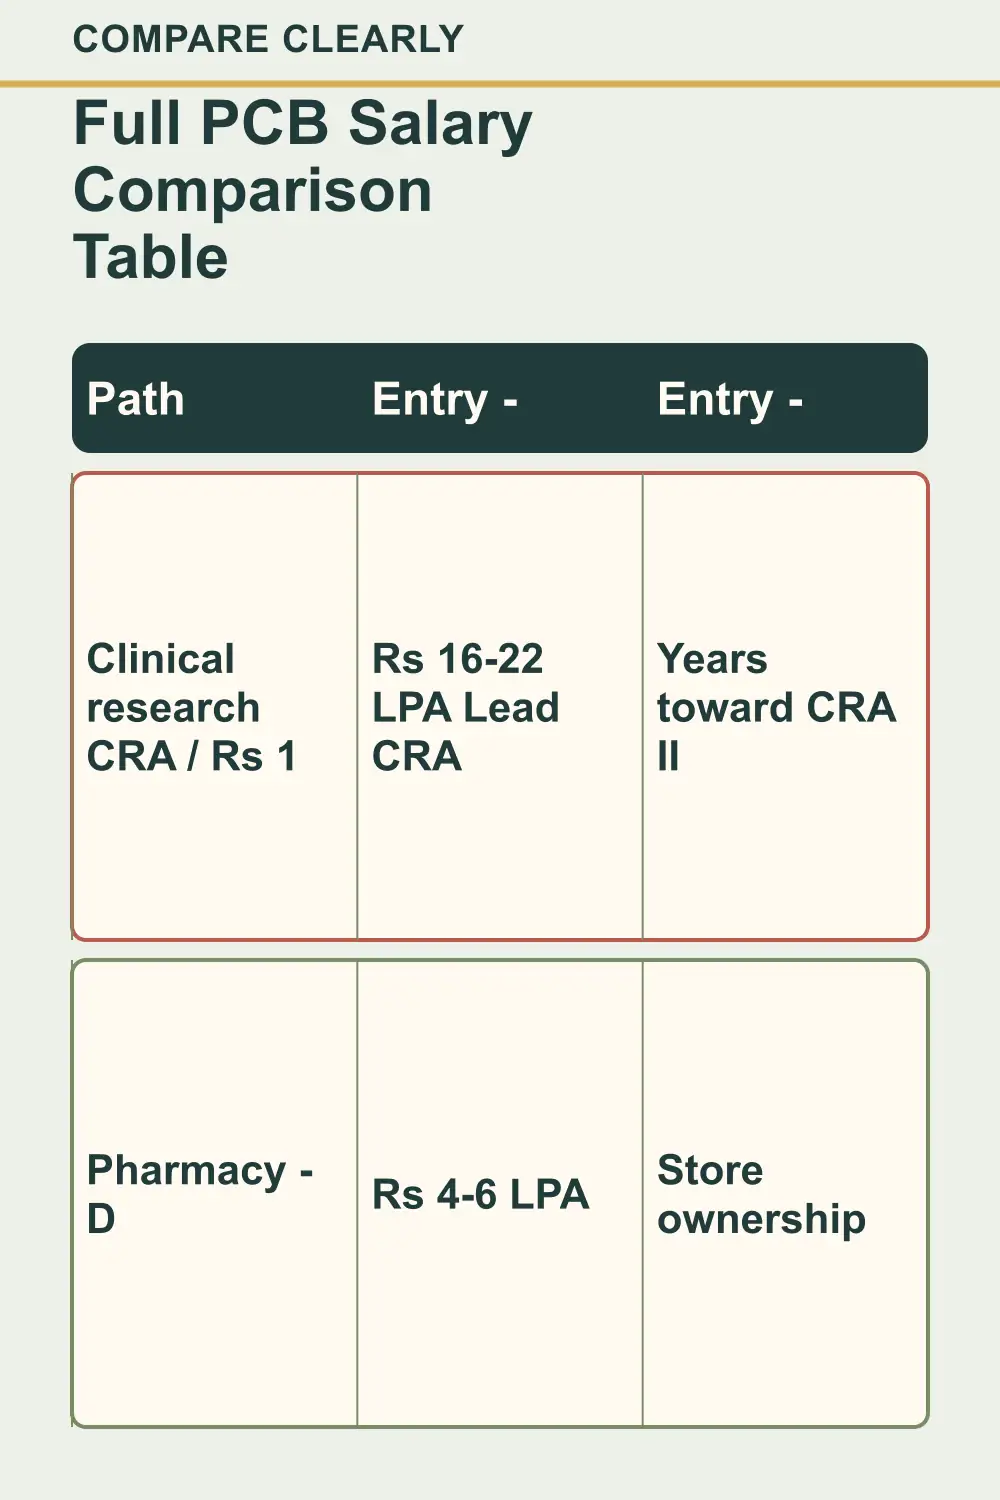 COMPARE CLEARLY
Full PCB Salary
Comparison
Table
Path
Entry -
Entry -
Clinical
research
CRA / Rs 1
Rs 16-22
LPA Lead
CRA
Years
toward CRA
II
Pharmacy -
D
Rs 4-6 LPA
Store
ownership